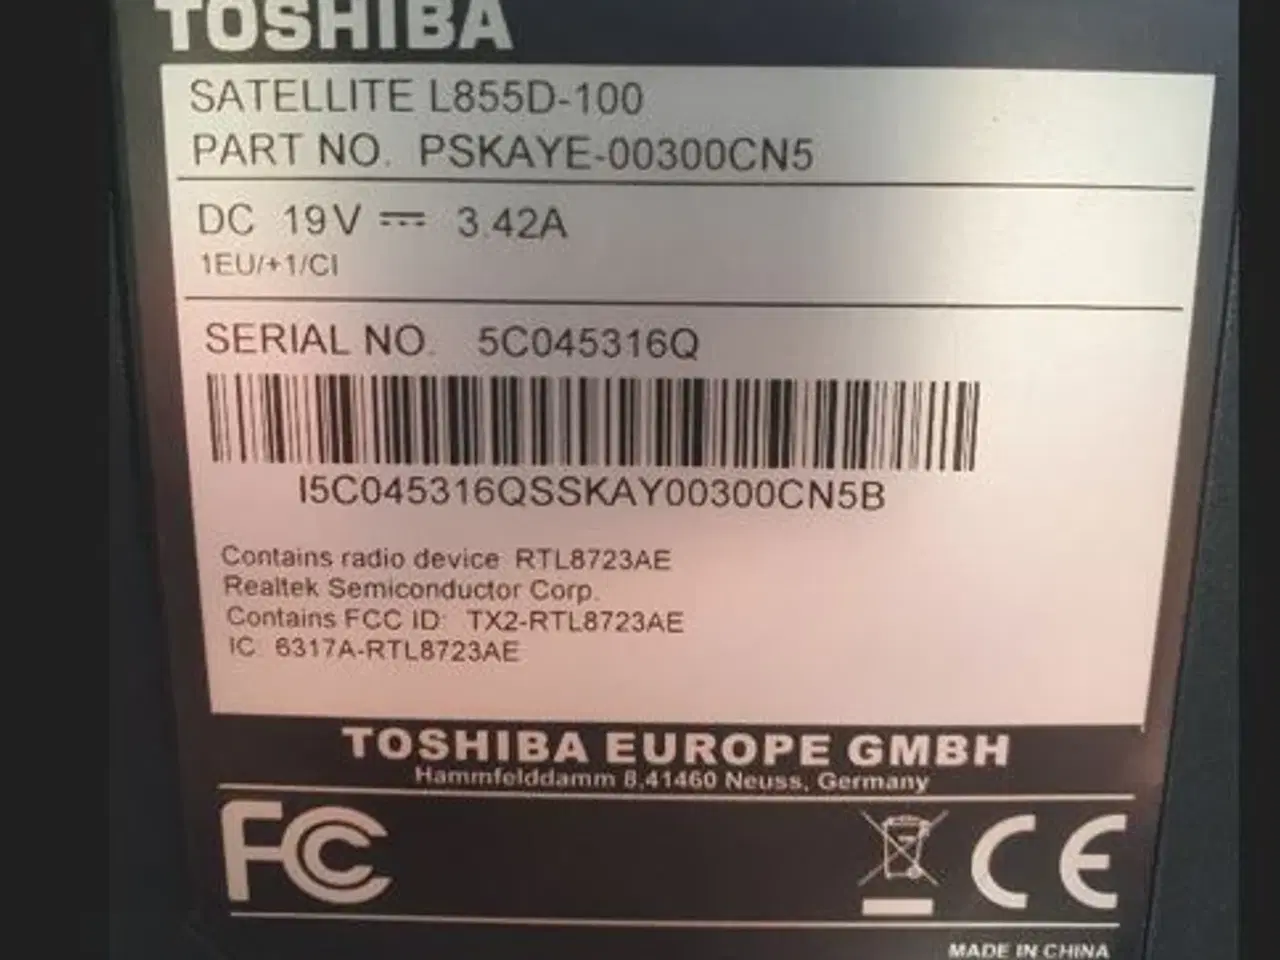 TOSHIBA
SATELLITE L855D-100
PART NO. PSKAYE-00300CN5
DC 19V ⎓ 3.42A
1EU/+1/CI
SERIAL NO. 5C045316Q
I5C045316QSSKAY00300CN5B
Contains radio device RTL8723AE
Realtek Semiconductor Corp.
Contains FCC ID: TX2-RTL8723AE
IC: 6317A-RTL8723AE
TOSHIBA EUROPE GMBH
Hammfelddamm 8,41460 Neuss, Germany
FC CE
MADE IN CHINA